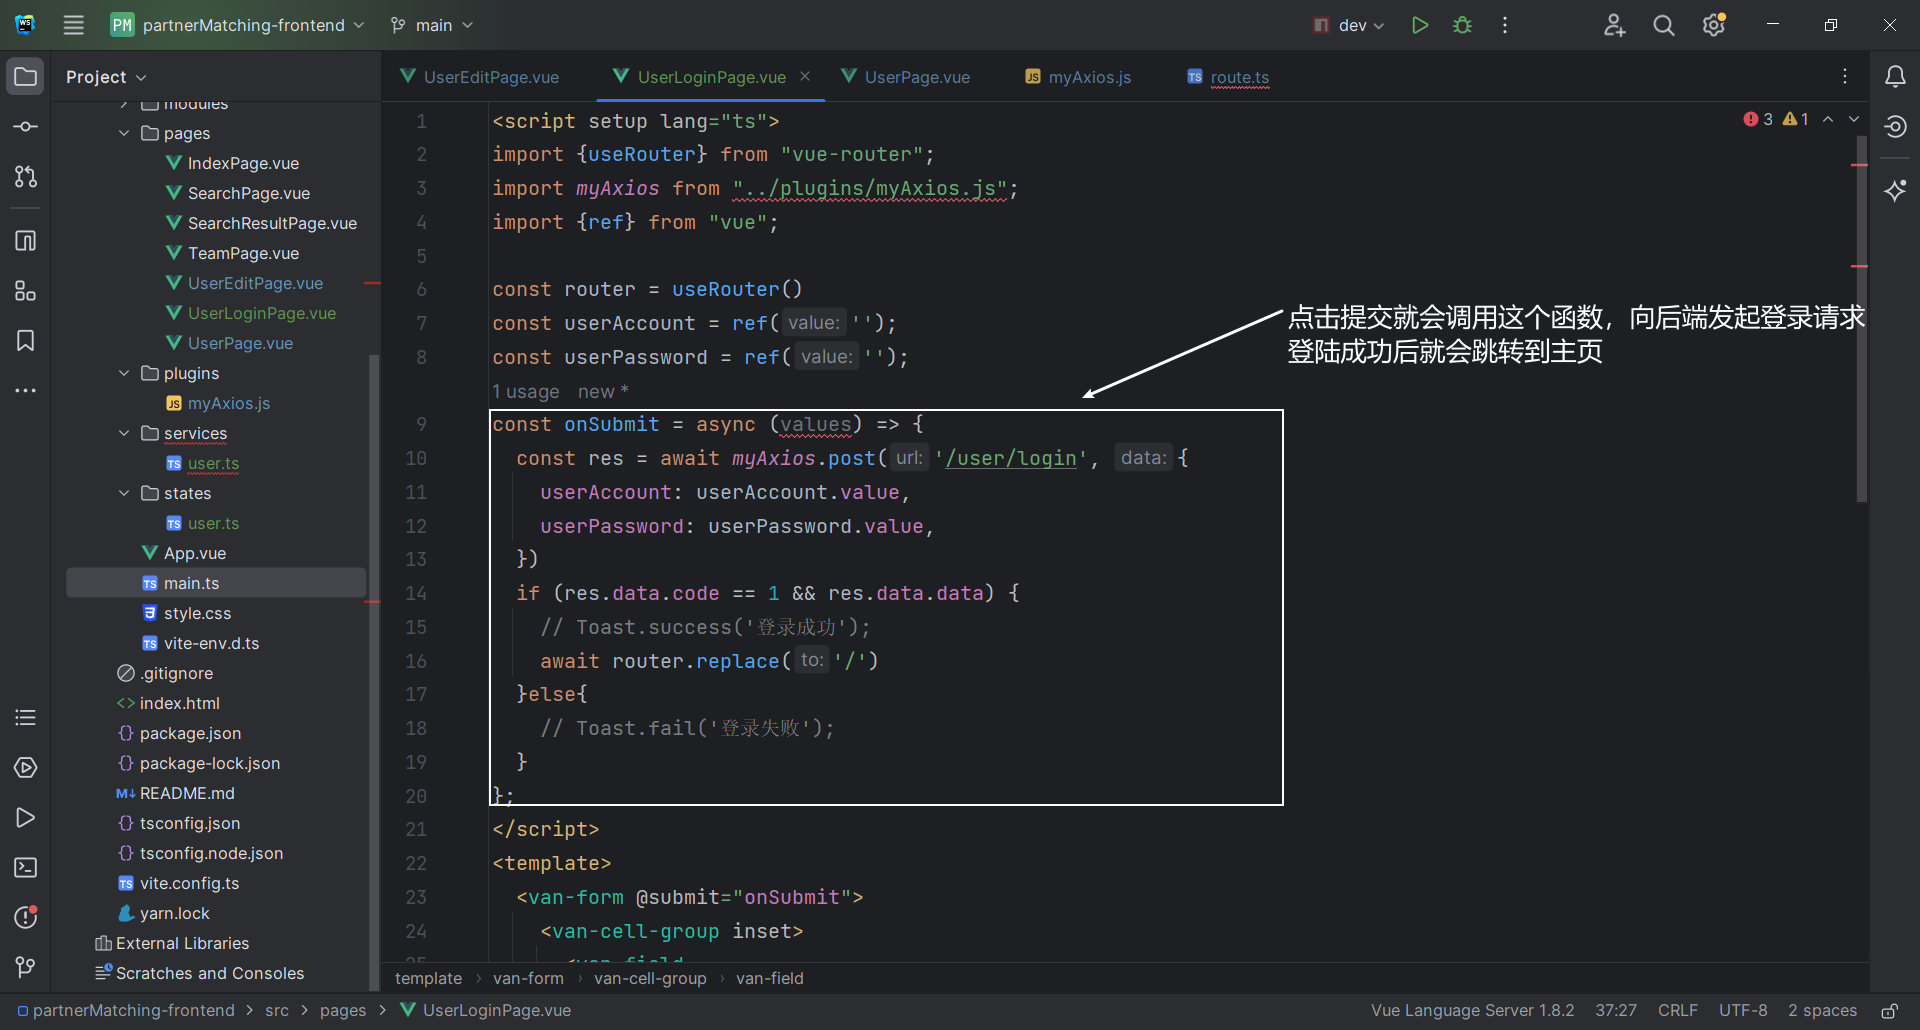 PM partnerMatching-frontend main dev
Project
UserEditPage.vue UserLoginPage.vue UserPage.vue myAxios.js route.ts
modules
pages
IndexPage.vue
SearchPage.vue
SearchResultPage.vue
TeamPage.vue
UserEditPage.vue
UserLoginPage.vue
UserPage.vue
plugins
myAxios.js
services
user.ts
states
user.ts
App.vue
main.ts
style.css
vite-env.d.ts
.gitignore
index.html
package.json
package-lock.json
README.md
tsconfig.json
tsconfig.node.json
vite.config.ts
yarn.lock
External Libraries
Scratches and Consoles
3 1
1 <script setup lang="ts">
2 import {useRouter} from "vue-router";
3 import myAxios from "../plugins/myAxios.js";
4 import {ref} from "vue";
5
6 const router = useRouter()
7 const userAccount = ref( value: '');
8 const userPassword = ref( value: '');
1 usage new *
9 const onSubmit = async (values) => {
10 const res = await myAxios.post( url: '/user/login', data: {
11 userAccount: userAccount.value,
12 userPassword: userPassword.value,
13 })
14 if (res.data.code == 1 && res.data.data) {
15 // Toast.success('登录成功');
16 await router.replace( to: '/')
17 }else{
18 // Toast.fail('登录失败');
19 }
20 };
21 </script>
22 <template>
23 <van-form @submit="onSubmit">
24 <van-cell-group inset>
25 <van-field
点击提交就会调用这个函数，向后端发起登录请求
登陆成功后就会跳转到主页
template › van-form › van-cell-group › van-field
partnerMatching-frontend > src > pages > UserLoginPage.vue
Vue Language Server 1.8.2 37:27 CRLF UTF-8 2 spaces